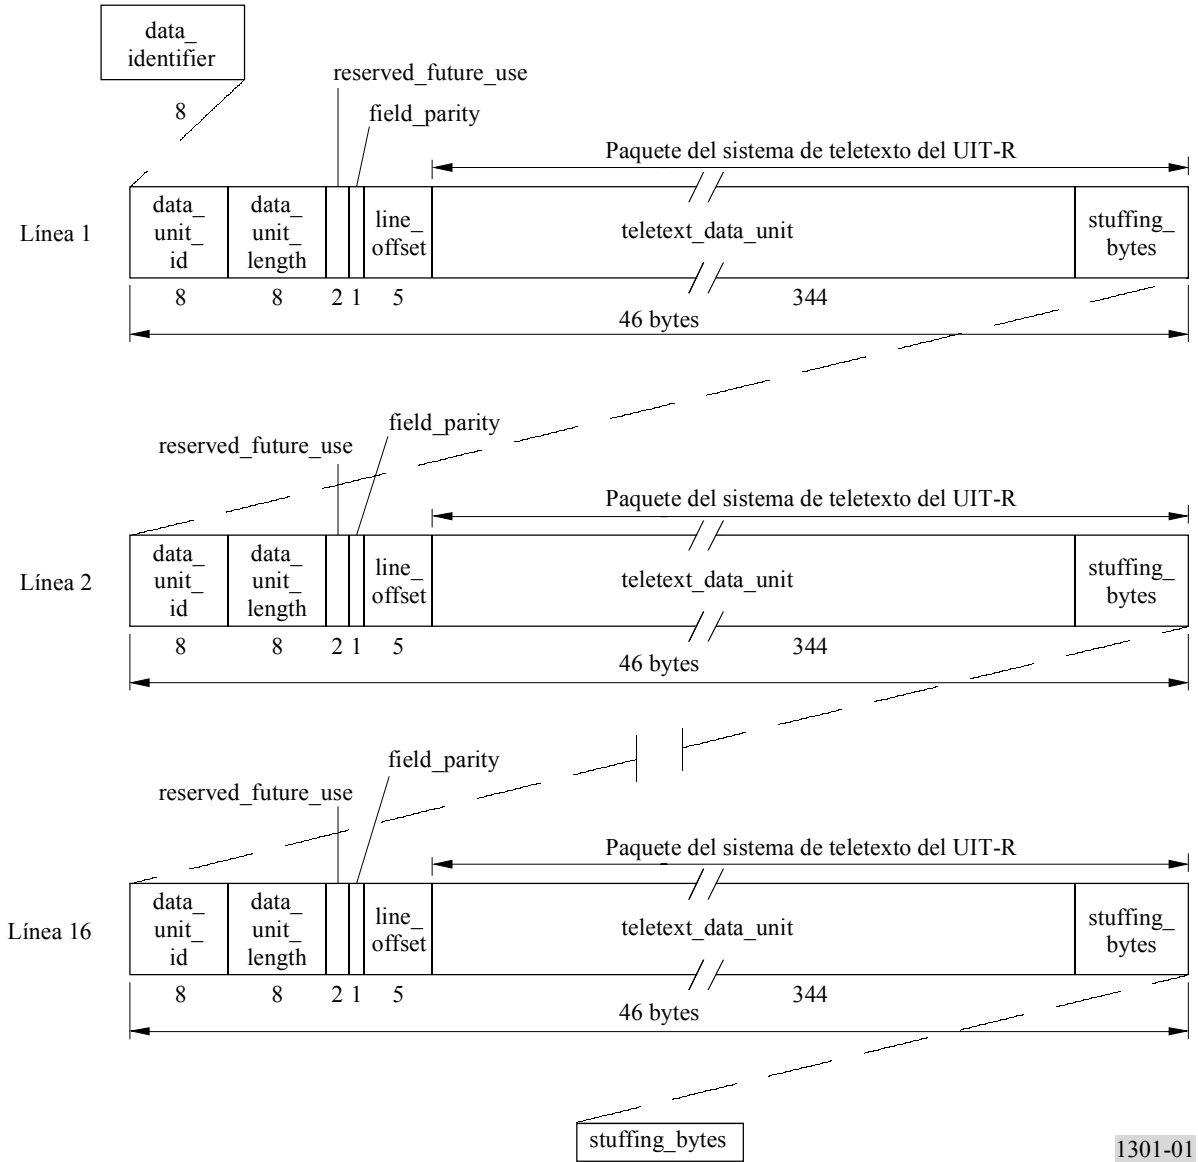 data_
identifier
8
reserved_future_use
field_parity
Paquete del sistema de teletexto del UIT-R
Línea 1
data_
unit_
id
data_
unit_
length
line_
offset
teletext_data_unit
stuffing_
bytes
8 8 2 1 5 344
46 bytes
field_parity
reserved_future_use
Paquete del sistema de teletexto del UIT-R
Línea 2
data_
unit_
id
data_
unit_
length
line_
offset
teletext_data_unit
stuffing_
bytes
8 8 2 1 5 344
46 bytes
field_parity
reserved_future_use
Paquete del sistema de teletexto del UIT-R
Línea 16
data_
unit_
id
data_
unit_
length
line_
offset
teletext_data_unit
stuffing_
bytes
8 8 2 1 5 344
46 bytes
stuffing_bytes
1301-01